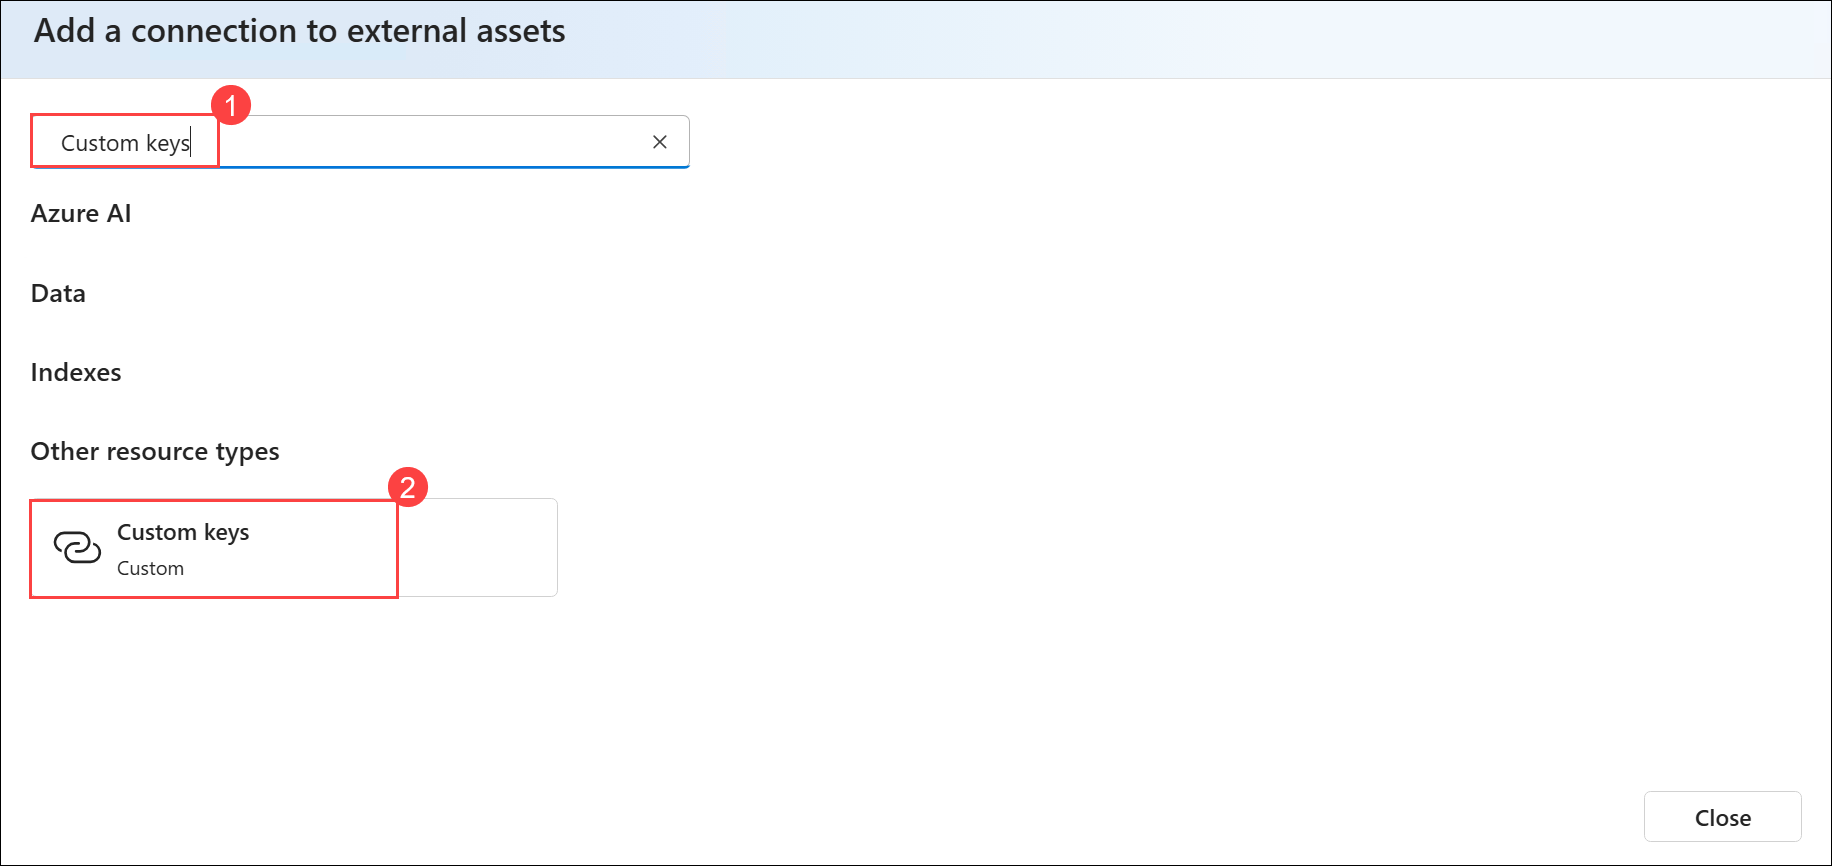 Add a connection to external assets
1
Custom keys
Azure AI
Data
Indexes
Other resource types
2
Custom keys
Custom
Close